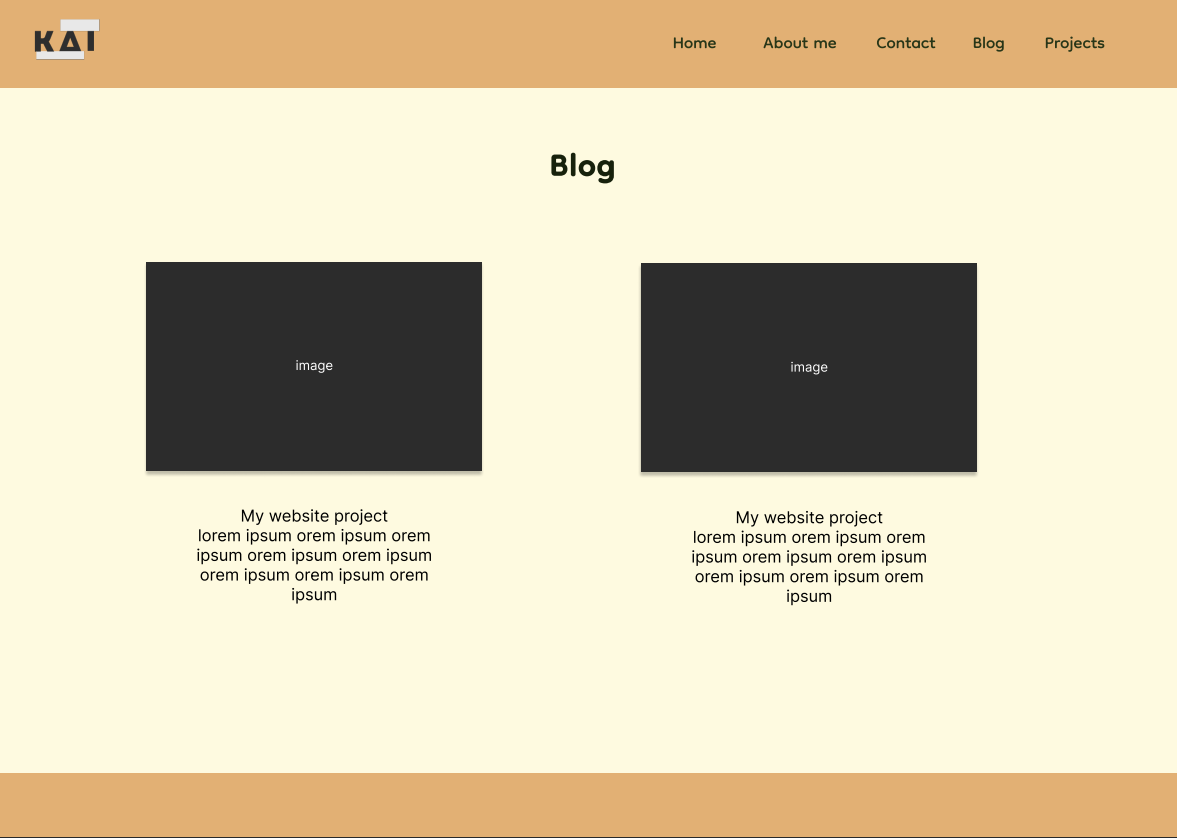 KAI
Home About me Contact Blog Projects
Blog
image
image
My website project
lorem ipsum orem ipsum orem
ipsum orem ipsum orem ipsum
orem ipsum orem ipsum orem
ipsum
My website project
lorem ipsum orem ipsum orem
ipsum orem ipsum orem ipsum
orem ipsum orem ipsum orem
ipsum